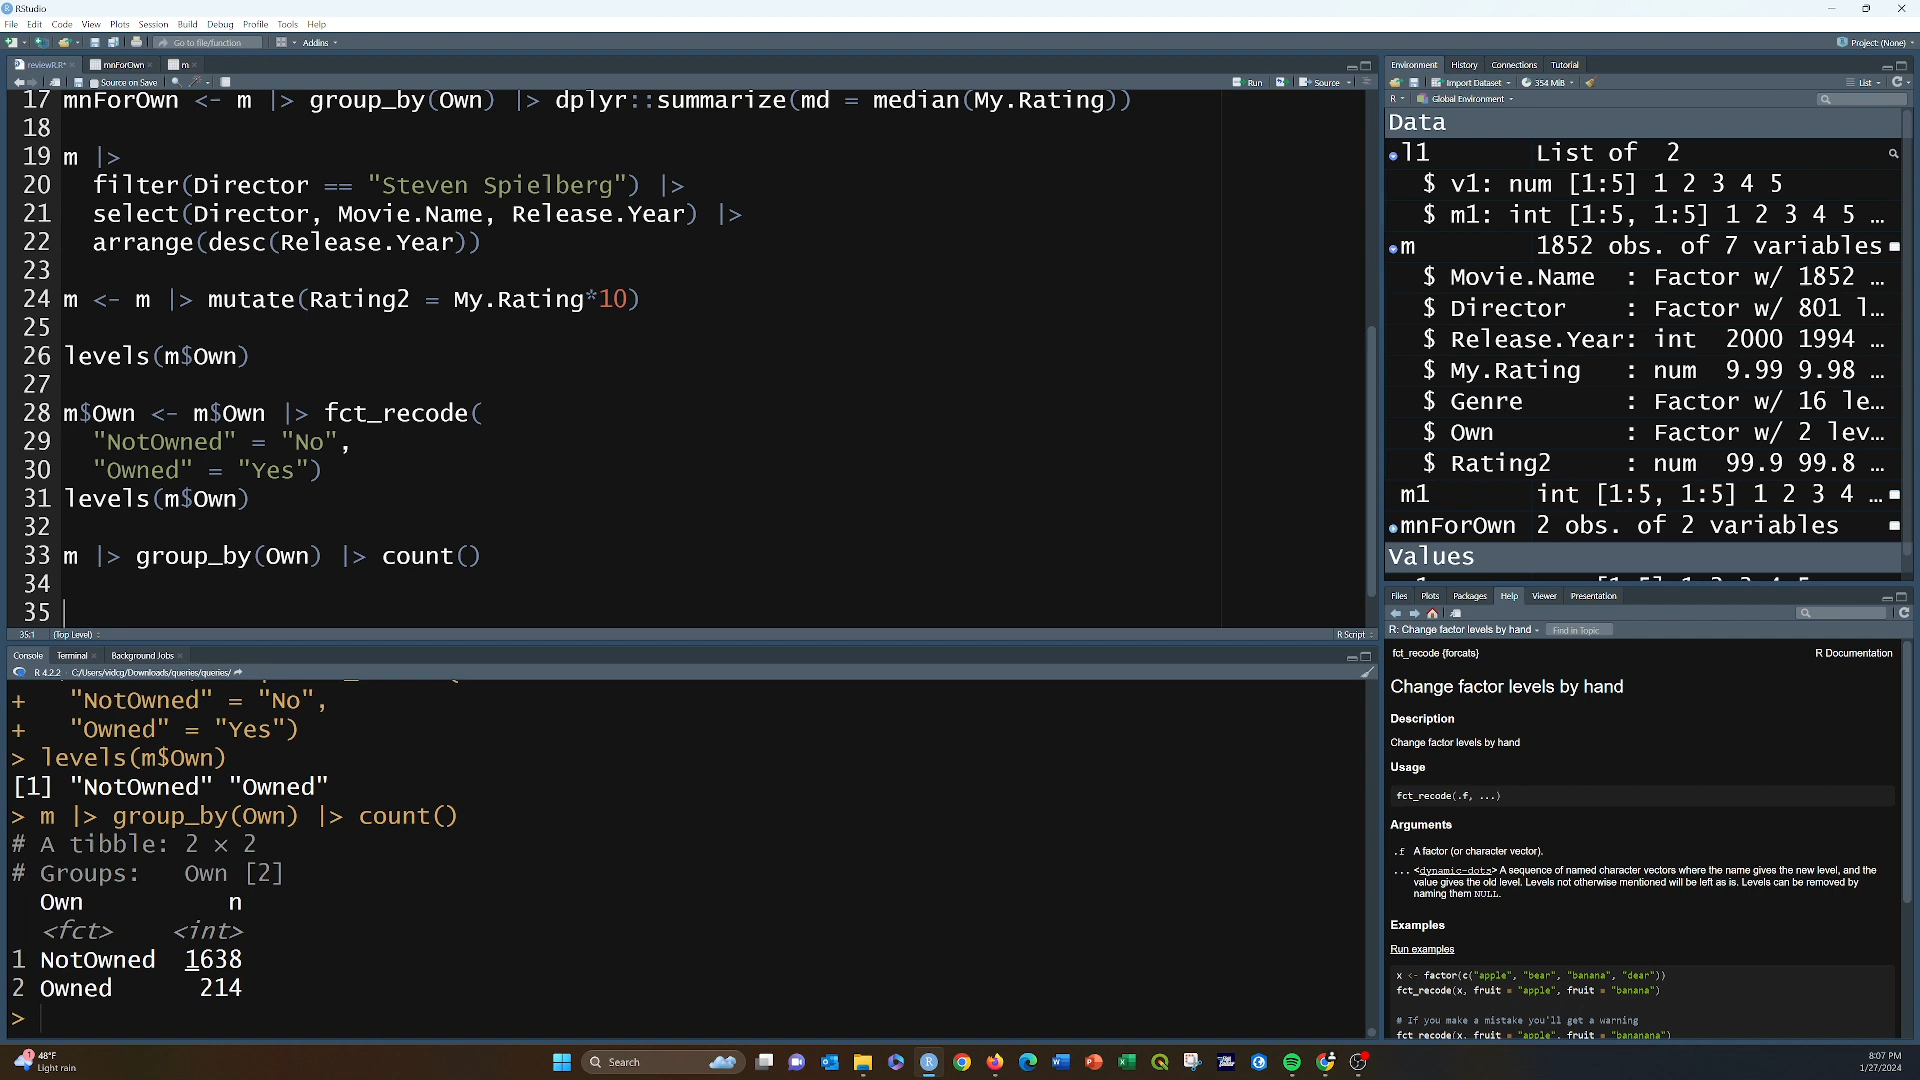 RStudio
File Edit Code View Plots Session Build Debug Profile Tools Help
Go to file/function Addins Project: (None)
reviewR.R* mnForOwn m
Source on Save Run Source
17 mnForOwn <- m |> group_by(Own) |> dplyr::summarize(md = median(My.Rating))
18
19 m |>
20 filter(Director == "Steven Spielberg") |>
21 select(Director, Movie.Name, Release.Year) |>
22 arrange(desc(Release.Year))
23
24 m <- m |> mutate(Rating2 = My.Rating*10)
25
26 levels(m$Own)
27
28 m$Own <- m$Own |> fct_recode(
29 "NotOwned" = "No",
30 "Owned" = "Yes")
31 levels(m$Own)
32
33 m |> group_by(Own) |> count()
34
35
35:1 (Top Level) R Script
Console Terminal Background Jobs
R 4.2.2 · C:/Users/vidcg/Downloads/queries/queries/
+ "NotOwned" = "No",
+ "Owned" = "Yes")
> levels(m$Own)
[1] "NotOwned" "Owned"
> m |> group_by(Own) |> count()
# A tibble: 2 × 2
# Groups: Own [2]
Own n
<fct> <int>
1 NotOwned 1638
2 Owned 214
>
Environment History Connections Tutorial
Import Dataset 354 MiB List
R Global Environment
Data
l1 List of 2
$ v1: num [1:5] 1 2 3 4 5
$ m1: int [1:5, 1:5] 1 2 3 4 5 …
m 1852 obs. of 7 variables
$ Movie.Name : Factor w/ 1852 …
$ Director : Factor w/ 801 l…
$ Release.Year: int 2000 1994 …
$ My.Rating : num 9.99 9.98 …
$ Genre : Factor w/ 16 le…
$ Own : Factor w/ 2 lev…
$ Rating2 : num 99.9 99.8 …
m1 int [1:5, 1:5] 1 2 3 4 …
mnForOwn 2 obs. of 2 variables
Values
Files Plots Packages Help Viewer Presentation
R: Change factor levels by hand Find in Topic
fct_recode {forcats} R Documentation
Change factor levels by hand
Description
Change factor levels by hand
Usage
fct_recode(.f, ...)
Arguments
.f A factor (or character vector).
... <dynamic-dots> A sequence of named character vectors where the name gives the new level, and the
value gives the old level. Levels not otherwise mentioned will be left as is. Levels can be removed by
naming them NULL.
Examples
Run examples
x <- factor(c("apple", "bear", "banana", "dear"))
fct_recode(x, fruit = "apple", fruit = "banana")
# If you make a mistake you'll get a warning
fct_recode(x, fruit = "apple", fruit = "bananana")
1
48°F
Light rain
Search
8:07 PM
1/27/2024